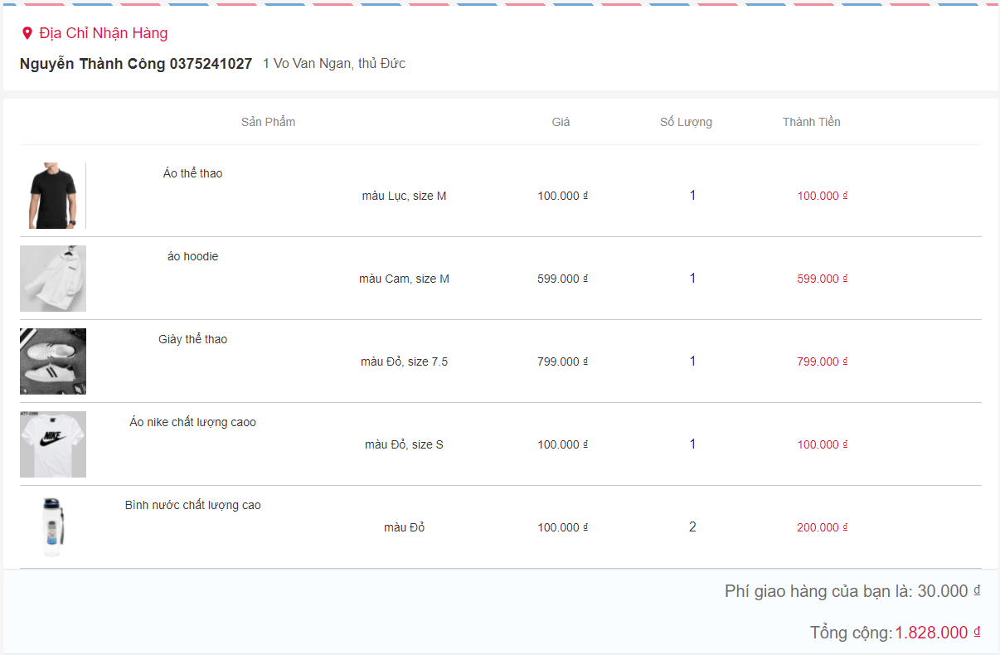 Địa Chỉ Nhận Hàng
Nguyễn Thành Công 0375241027 1 Vo Van Ngan, thủ Đức
Sản Phẩm Giá Số Lượng Thành Tiền
Áo thể thao
màu Lục, size M 100.000 ₫ 1 100.000 ₫
áo hoodie
màu Cam, size M 599.000 ₫ 1 599.000 ₫
Giày thể thao
màu Đỏ, size 7.5 799.000 ₫ 1 799.000 ₫
Áo nike chất lượng caoo
NIKE
màu Đỏ, size S 100.000 ₫ 1 100.000 ₫
Bình nước chất lượng cao
màu Đỏ 100.000 ₫ 2 200.000 ₫
Phí giao hàng của bạn là: 30.000 ₫
Tổng cộng: 1.828.000 ₫